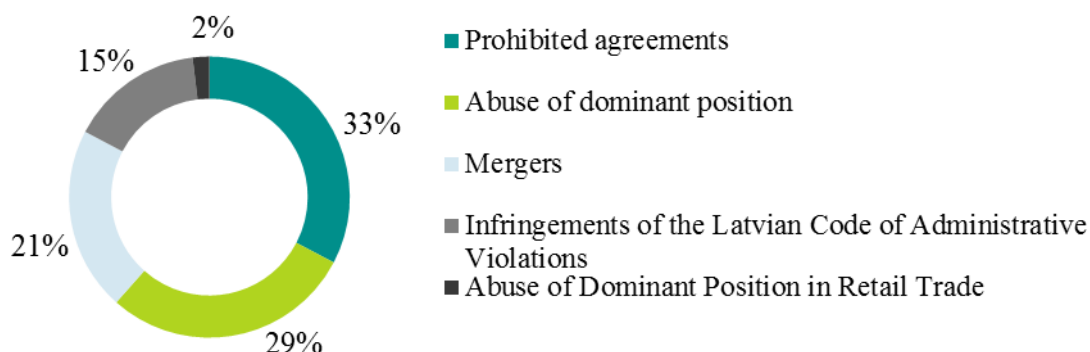 2%
15%
33%
21%
29%
Prohibited agreements
Abuse of dominant position
Mergers
Infringements of the Latvian Code of Administrative
Violations
Abuse of Dominant Position in Retail Trade